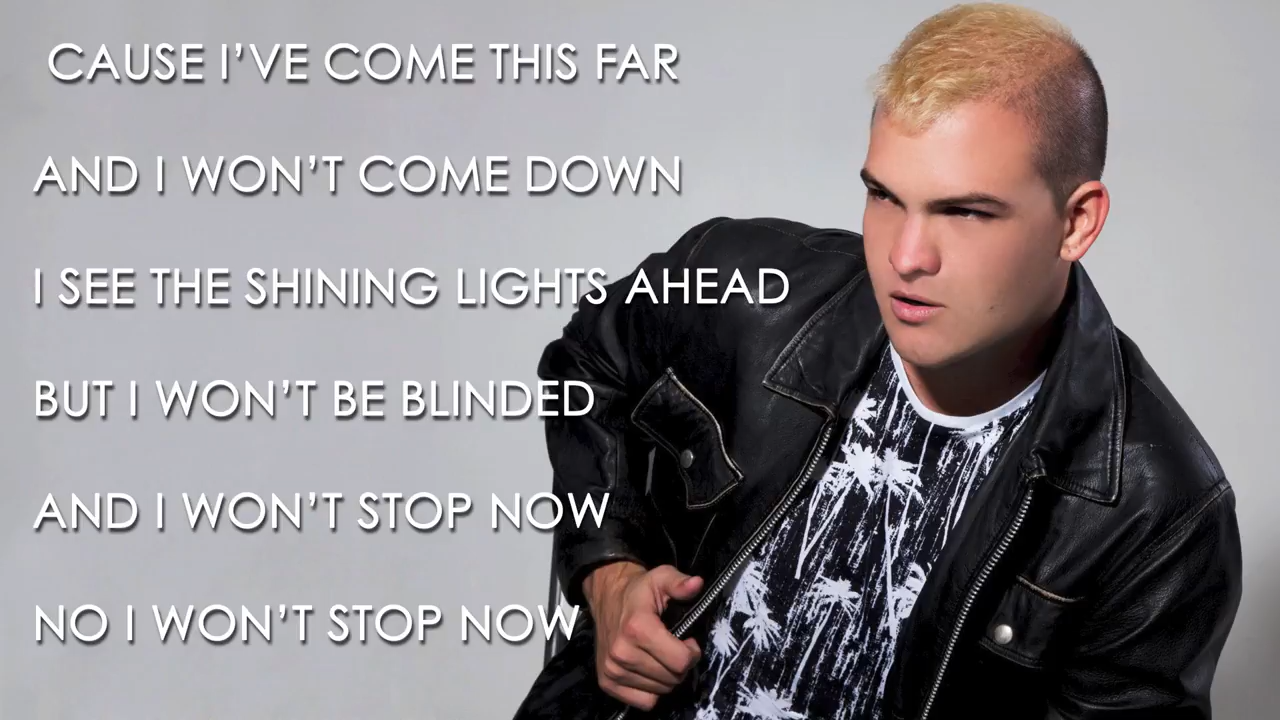 CAUSE I’VE COME THIS FAR
AND I WON’T COME DOWN
I SEE THE SHINING LIGHTS AHEAD
BUT I WON’T BE BLINDED
AND I WON’T STOP NOW
NO I WON’T STOP NOW